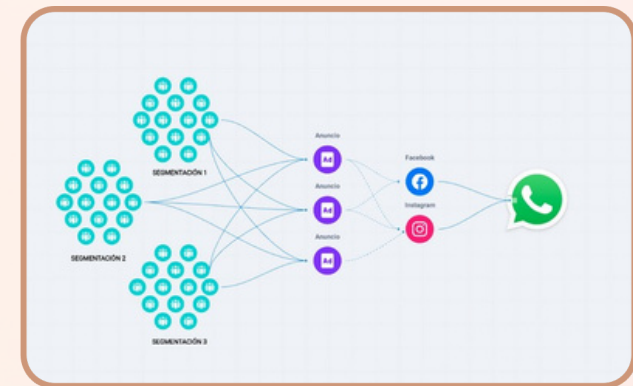 SEGMENTACIÓN 1
SEGMENTACIÓN 2
SEGMENTACIÓN 3
Anuncio
Ad
Anuncio
Ad
Anuncio
Ad
Facebook
Instagram